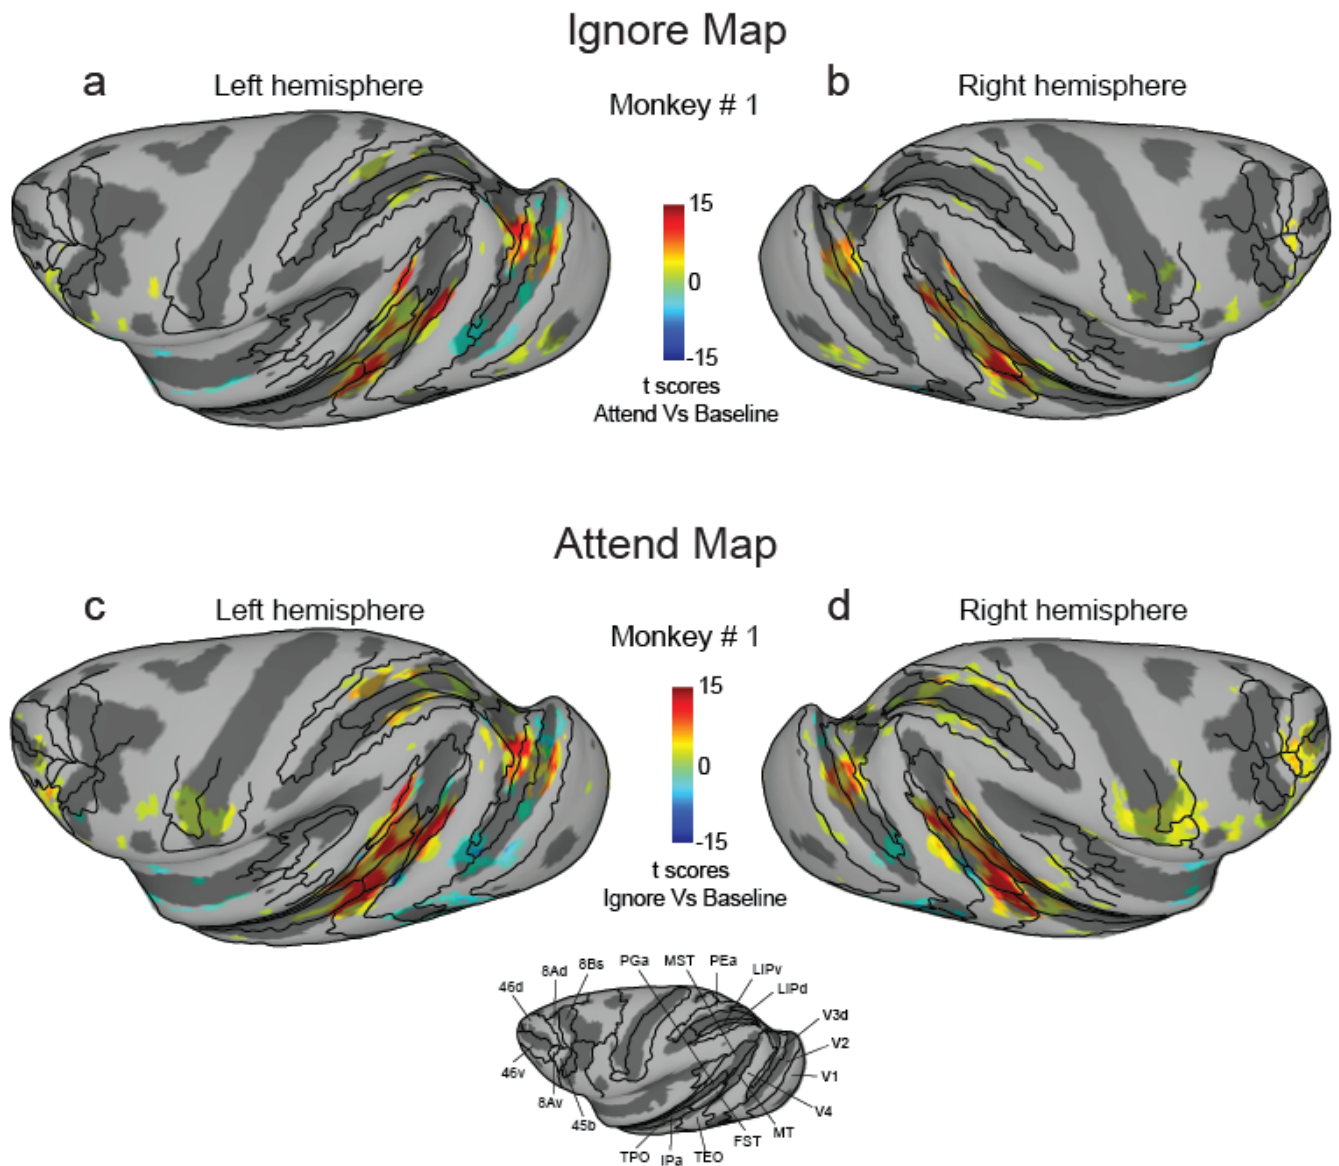 Ignore Map
a
Left hemisphere
b
Right hemisphere
Monkey # 1
15
0
-15
t scores
Attend Vs Baseline
Attend Map
c
Left hemisphere
d
Right hemisphere
Monkey # 1
15
0
-15
t scores
Ignore Vs Baseline
46d
8Ad
8Bs
PGa
MST
PEa
LIPv
LIPd
V3d
V2
V1
V4
MT
FST
TEO
IPa
TPO
45b
8Av
46v